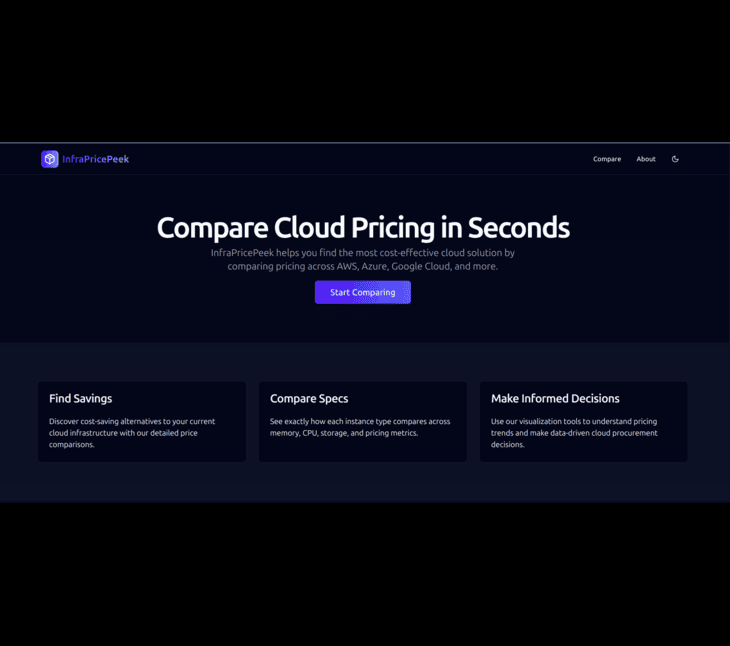 InfraPricePeek
Compare
About
Compare Cloud Pricing in Seconds
InfraPricePeek helps you find the most cost-effective cloud solution by
comparing pricing across AWS, Azure, Google Cloud, and more.
Start Comparing
Find Savings
Discover cost-saving alternatives to your current
cloud infrastructure with our detailed price
comparisons.
Compare Specs
See exactly how each instance type compares across
memory, CPU, storage, and pricing metrics.
Make Informed Decisions
Use our visualization tools to understand pricing
trends and make data-driven cloud procurement
decisions.